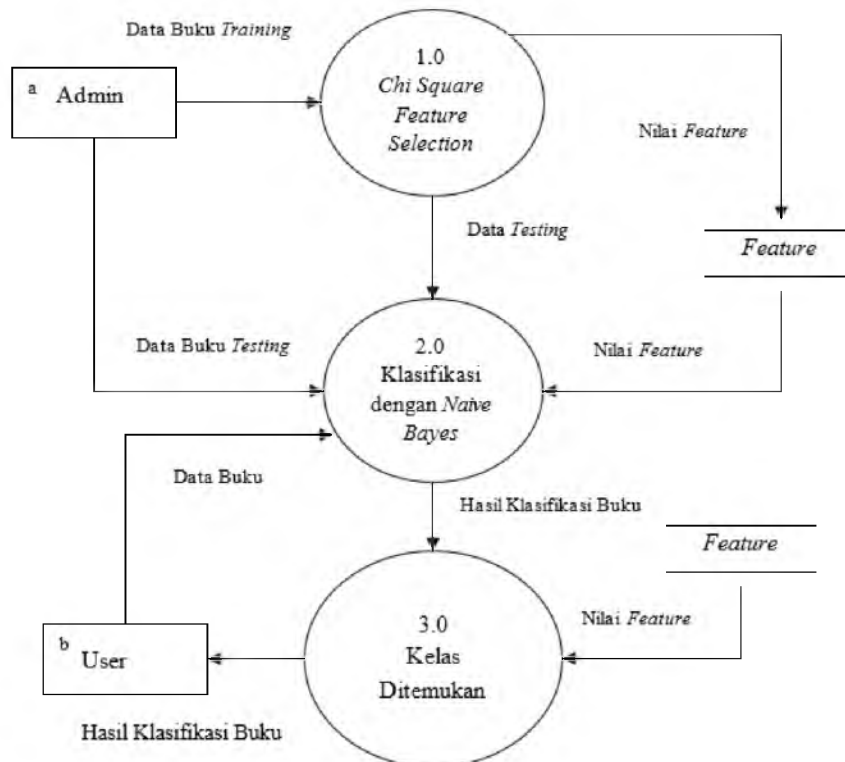 Data Buku Training
1.0
Chi Square
Feature
Selection
a
Admin
Nilai Feature
Data Testing
Feature
Data Buku Testing
2.0
Klasifikasi
dengan Naive
Bayes
Nilai Feature
Data Buku
Hasil Klasifikasi Buku
Feature
3.0
Kelas
Ditemukan
Nilai Feature
b
User
Hasil Klasifikasi Buku